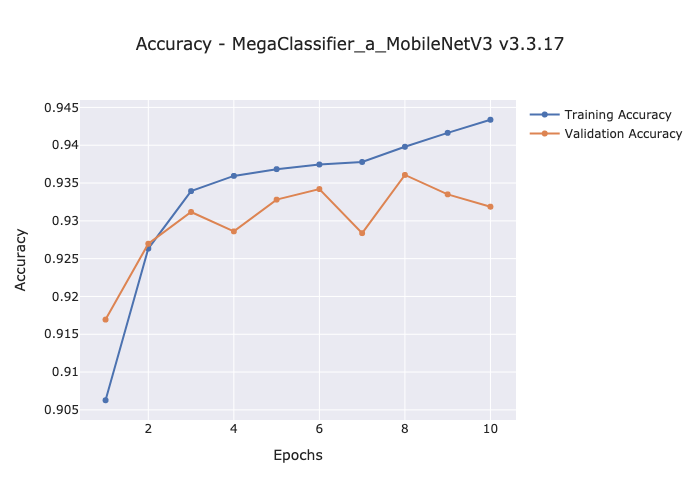 Accuracy - MegaClassifier_a_MobileNetV3 v3.3.17
Training Accuracy
Validation Accuracy
Accuracy
0.945
0.94
0.935
0.93
0.925
0.92
0.915
0.91
0.905
2 4 6 8 10
Epochs